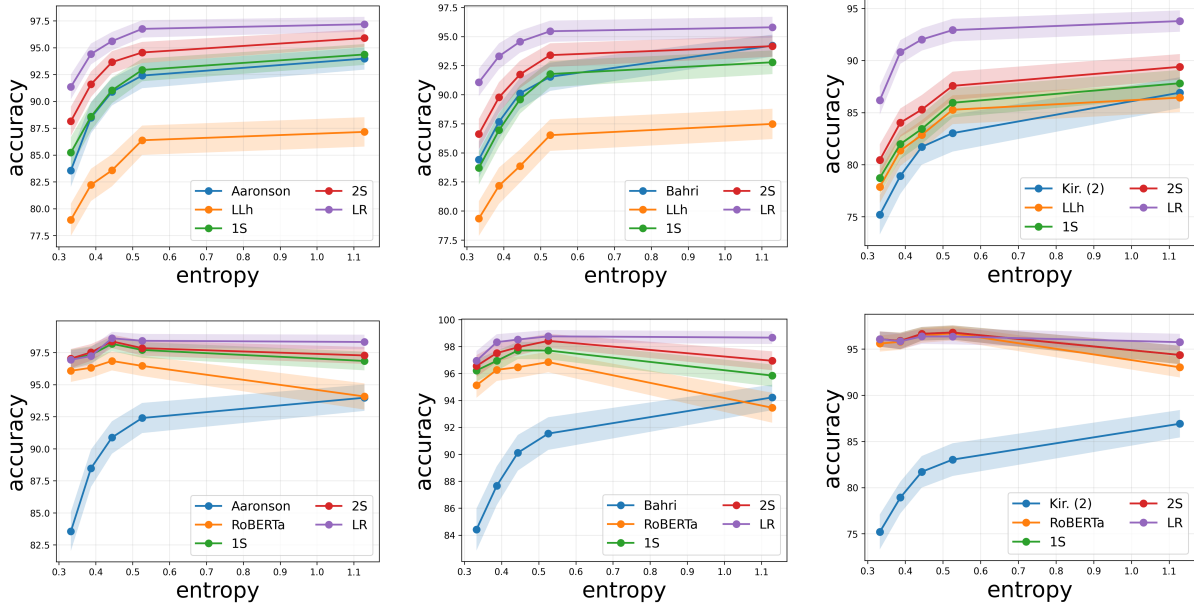 97.5
95.0
92.5
90.0
87.5
85.0
82.5
80.0
77.5
accuracy
0.3 0.4 0.5 0.6 0.7 0.8 0.9 1.0 1.1
entropy
Aaronson
LLh
1S
2S
LR
97.5
95.0
92.5
90.0
87.5
85.0
82.5
80.0
77.5
accuracy
0.3 0.4 0.5 0.6 0.7 0.8 0.9 1.0 1.1
entropy
Bahri
LLh
1S
2S
LR
95
90
85
80
75
accuracy
0.3 0.4 0.5 0.6 0.7 0.8 0.9 1.0 1.1
entropy
Kir. (2)
LLh
1S
2S
LR
97.5
95.0
92.5
90.0
87.5
85.0
82.5
accuracy
0.3 0.4 0.5 0.6 0.7 0.8 0.9 1.0 1.1
entropy
Aaronson
RoBERTa
1S
2S
LR
100
98
96
94
92
90
88
86
84
accuracy
0.3 0.4 0.5 0.6 0.7 0.8 0.9 1.0 1.1
entropy
Bahri
RoBERTa
1S
2S
LR
95
90
85
80
75
accuracy
0.3 0.4 0.5 0.6 0.7 0.8 0.9 1.0 1.1
entropy
Kir. (2)
RoBERTa
1S
2S
LR